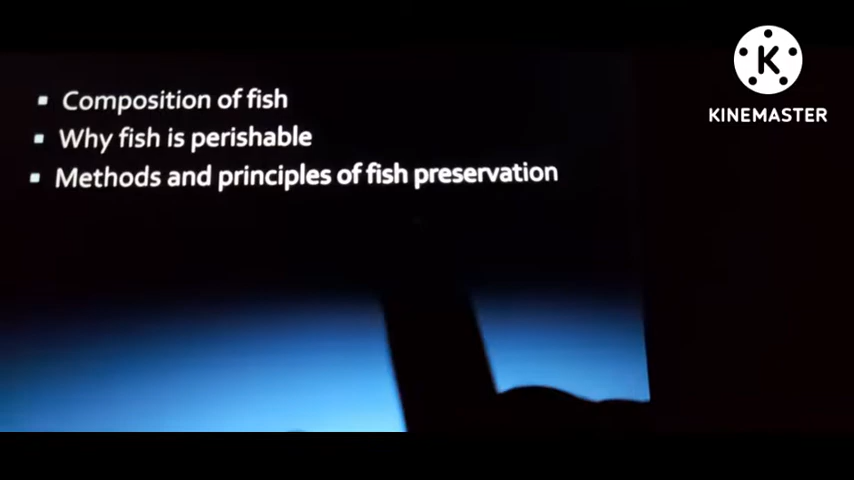 ▪ Composition of fish
▪ Why fish is perishable
▪ Methods and principles of fish preservation
K
KINEMASTER